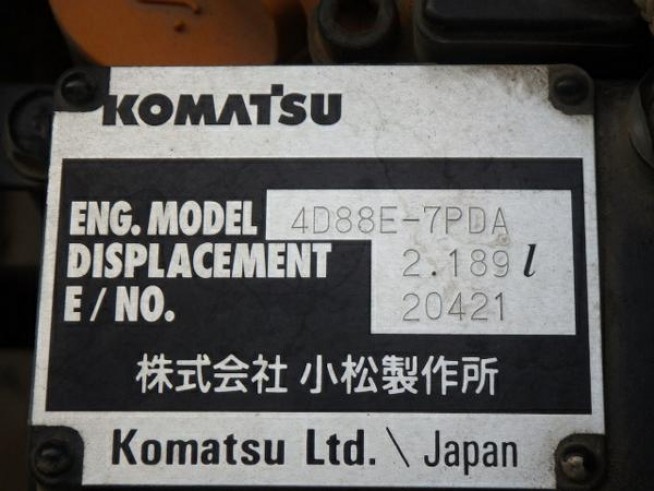 KOMATSU
ENG. MODEL 4D88E-7PDA
DISPLACEMENT 2.189 l
E / NO. 20421
株式会社 小松製作所
Komatsu Ltd. \ Japan